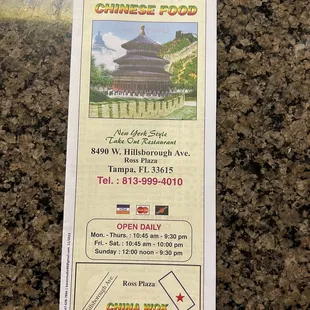 CHINESE FOOD
New York Style
Take Out Restaurant
8490 W. Hillsborough Ave.
Ross Plaza
Tampa, FL 33615
Tel. : 813-999-4010
OPEN DAILY
Mon. - Thurs. : 10:45 am - 9:30 pm
Fri. - Sat. : 10:45 am - 10:00 pm
Sunday : 12:00 noon - 9:30 pm
Hillsborough Ave.
Ross Plaza
CHINA WOK